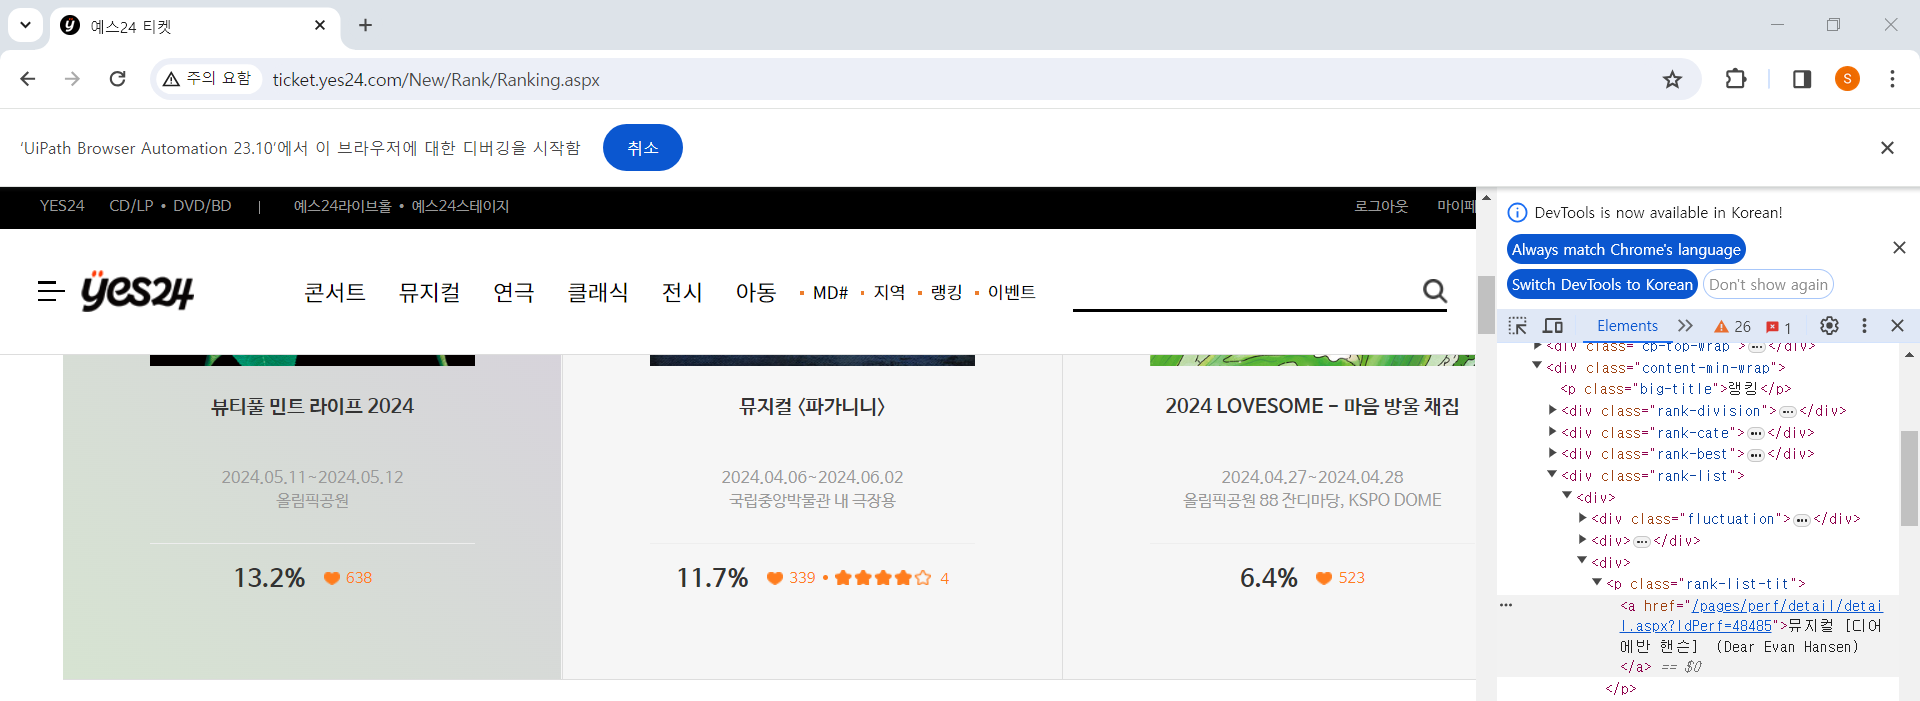 예스24 티켓
주의 요함 ticket.yes24.com/New/Rank/Ranking.aspx S
'UiPath Browser Automation 23.10'에서 이 브라우저에 대한 디버깅을 시작함 취소
YES24 CD/LP • DVD/BD | 예스24라이브홀 • 예스24스테이지 로그아웃 마이페
yes24 콘서트 뮤지컬 연극 클래식 전시 아동 MD# 지역 랭킹 이벤트
뷰티풀 민트 라이프 2024
2024.05.11~2024.05.12
올림픽공원
13.2% 638
뮤지컬 〈파가니니〉
2024.04.06~2024.06.02
국립중앙박물관 내 극장용
11.7% 339 • 4
2024 LOVESOME - 마음 방울 채집
2024.04.27~2024.04.28
올림픽공원 88 잔디마당, KSPO DOME
6.4% 523
DevTools is now available in Korean!
Always match Chrome's language
Switch DevTools to Korean Don't show again
Elements 26 1
<div class="cp-top-wrap">…</div>
<div class="content-min-wrap">
<p class="big-title">랭킹</p>
<div class="rank-division">…</div>
<div class="rank-cate">…</div>
<div class="rank-best">…</div>
<div class="rank-list">
<div>
<div class="fluctuation">…</div>
<div>…</div>
<div>
<p class="rank-list-tit">
<a href="/pages/perf/detail/detai
l.aspx?IdPerf=48485">뮤지컬 [디어
에반 핸슨] (Dear Evan Hansen)
</a> == $0
</p>